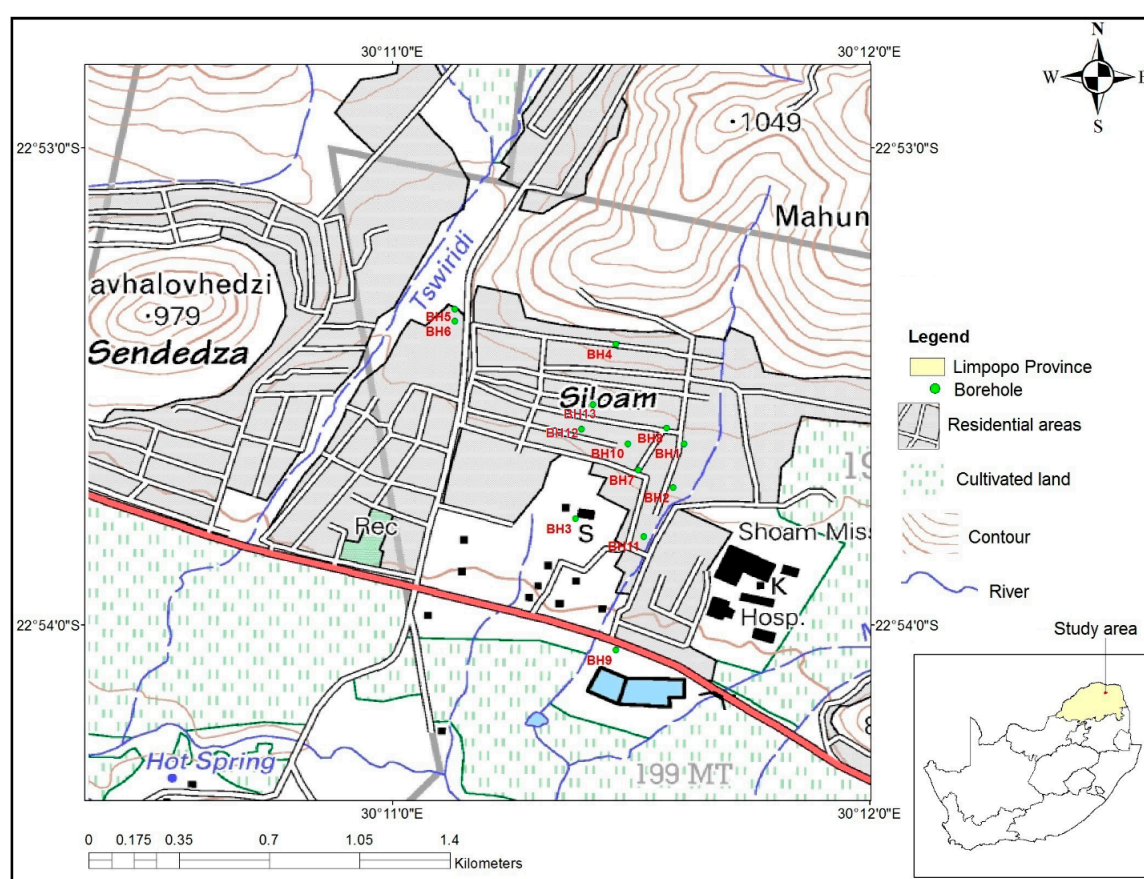 N
W E
S
30°11'0"E 30°12'0"E
22°53'0"S 22°53'0"S
1049
Mahun
Tswiridi
avhalovhedzi
979
Sendedza
BH5
BH6
BH4
Siloam
BH13
BH12
BH8
BH10
BH1
BH7
BH2
19
BH3
S
Rec
BH11
Shoam Miss
K
Hosp.
22°54'0"S 22°54'0"S
BH9
Hot Spring
199 MT
8
30°11'0"E 30°12'0"E
0 0.175 0.35 0.7 1.05 1.4
Kilometers
Legend
Limpopo Province
Borehole
Residential areas
Cultivated land
Contour
River
Study area